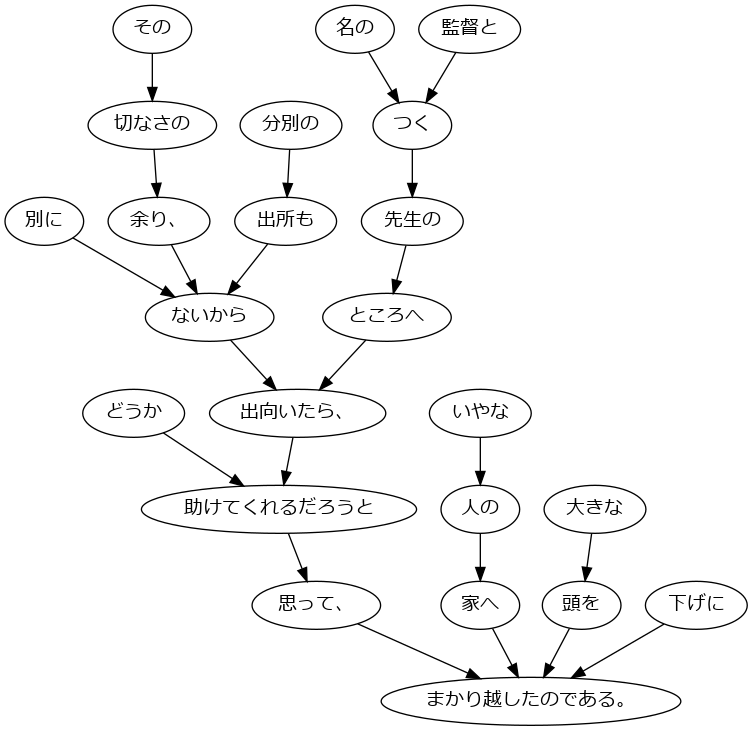 その
名の
監督と
切なさの
分別の
つく
別に
余り、
出所も
先生の
ないから
ところへ
どうか
出向いたら、
いやな
助けてくれるだろうと
人の
大きな
思って、
家へ
頭を
下げに
まかり越したのである。